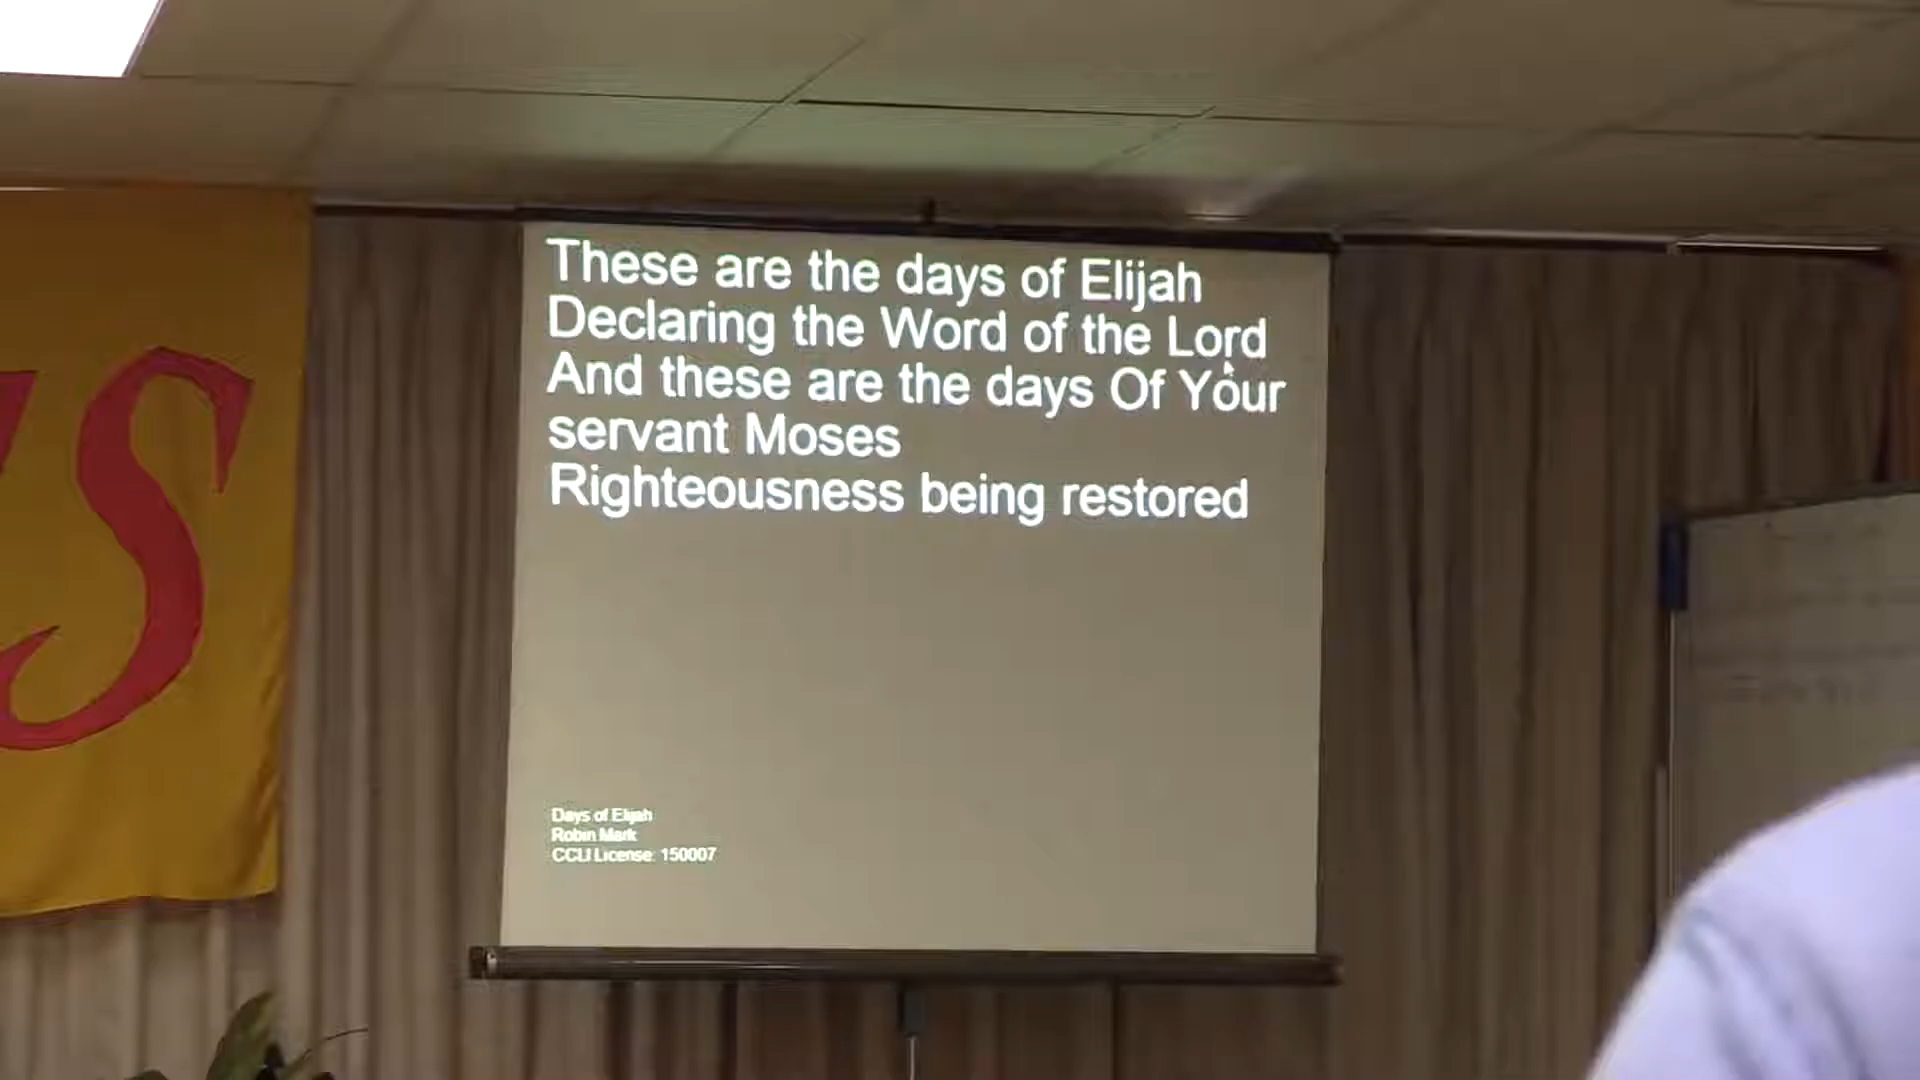 S
These are the days of Elijah
Declaring the Word of the Lord
And these are the days Of Your
servant Moses
Righteousness being restored
Days of Elijah
Robin Mark
CCLI License: 150007